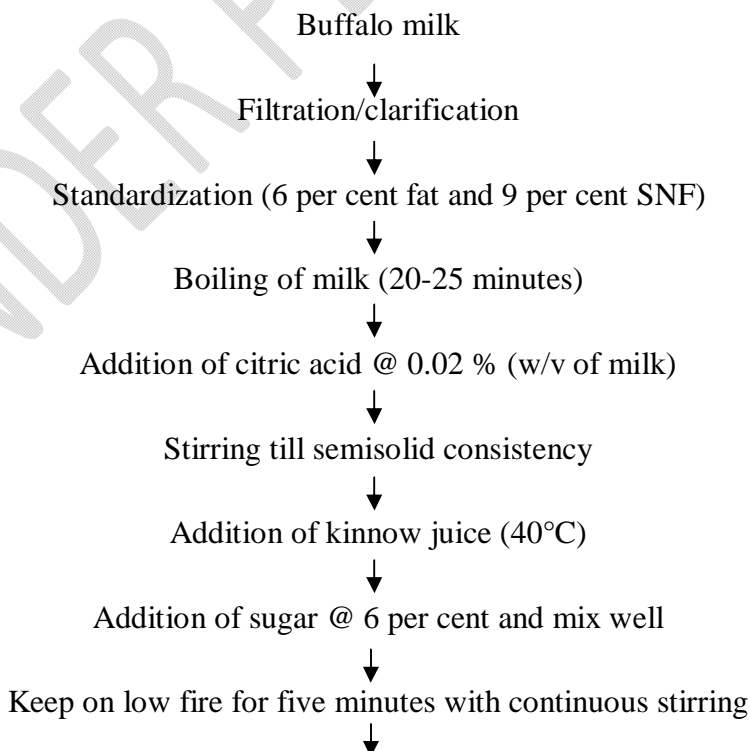 Buffalo milk
Filtration/clarification
Standardization (6 per cent fat and 9 per cent SNF)
Boiling of milk (20-25 minutes)
Addition of citric acid @ 0.02 % (w/v of milk)
Stirring till semisolid consistency
Addition of kinnow juice (40°C)
Addition of sugar @ 6 per cent and mix well
Keep on low fire for five minutes with continuous stirring